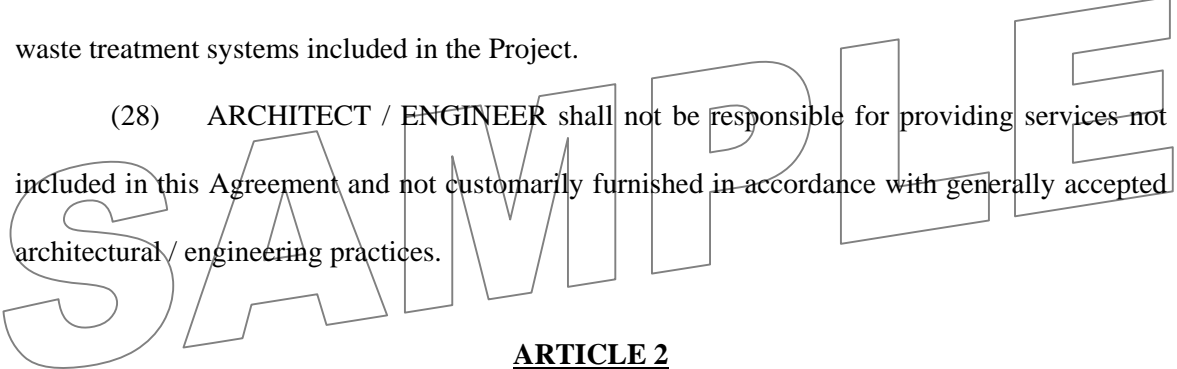 waste treatment systems included in the Project.
(28) ARCHITECT / ENGINEER shall not be responsible for providing services not
included in this Agreement and not customarily furnished in accordance with generally accepted
architectural / engineering practices.
SAMPLE
ARTICLE 2